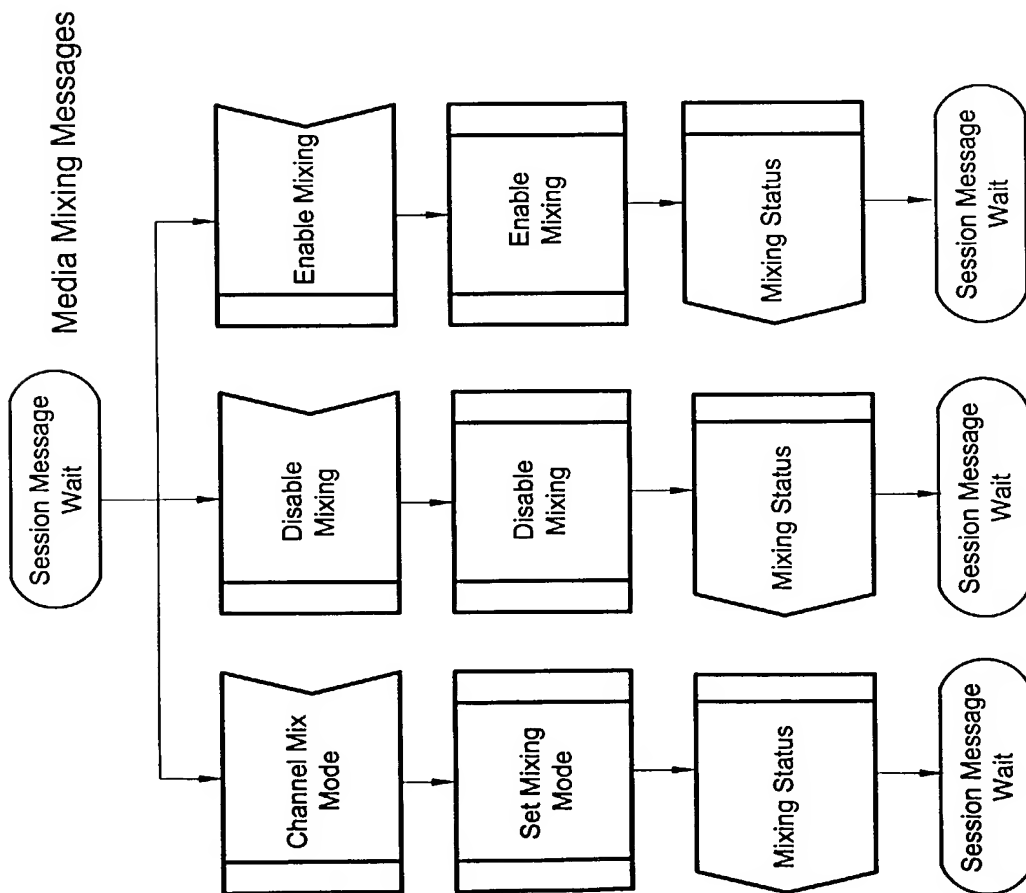 Session Message
Wait
Media Mixing Messages
Channel Mix
Mode
Disable
Mixing
Enable Mixing
Set Mixing
Mode
Disable
Mixing
Enable
Mixing
Mixing Status
Mixing Status
Mixing Status
Session Message
Wait
Session Message
Wait
Session Message
Wait